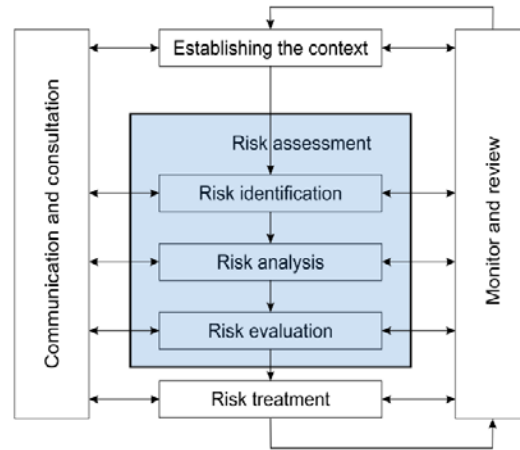 Establishing the context
Communication and consultation
Risk assessment
Risk identification
Risk analysis
Risk evaluation
Risk treatment
Monitor and review